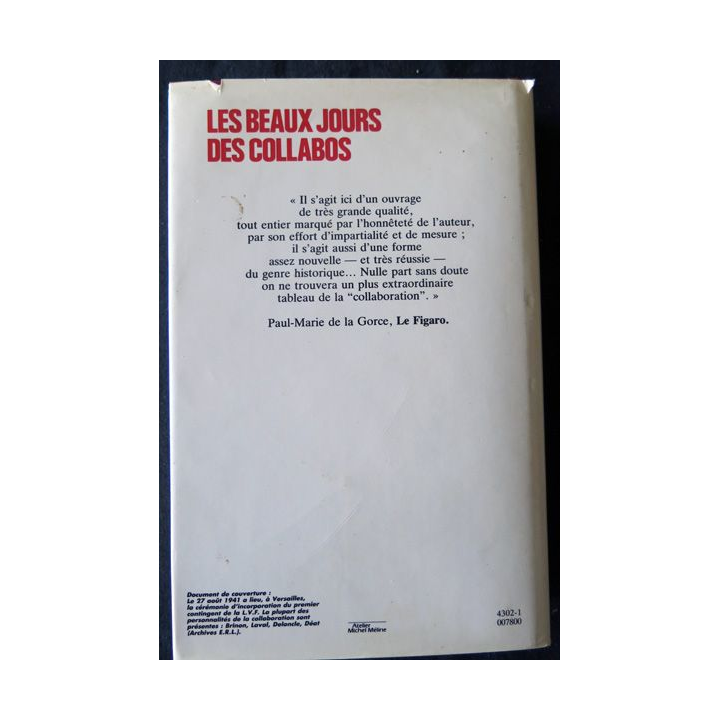 LES BEAUX JOURS
DES COLLABOS
« Il s'agit ici d'un ouvrage
de très grande qualité,
tout entier marqué par l'honnêteté de l'auteur,
par son effort d'impartialité et de mesure ;
il s'agit aussi d'une forme
assez nouvelle — et très réussie —
du genre historique... Nulle part sans doute
on ne trouvera un plus extraordinaire
tableau de la "collaboration". »
Paul-Marie de la Gorce, Le Figaro.
Document de couverture :
Le 27 août 1941 a lieu, à Versailles,
la cérémonie d'incorporation du premier
contingent de la L.V.F. La plupart des
personnalités de la collaboration sont
présentes : Brinon, Laval, Deloncle, Déat
(Archives E.R.L.).
Atelier
Michel Méline
4302-1
007800